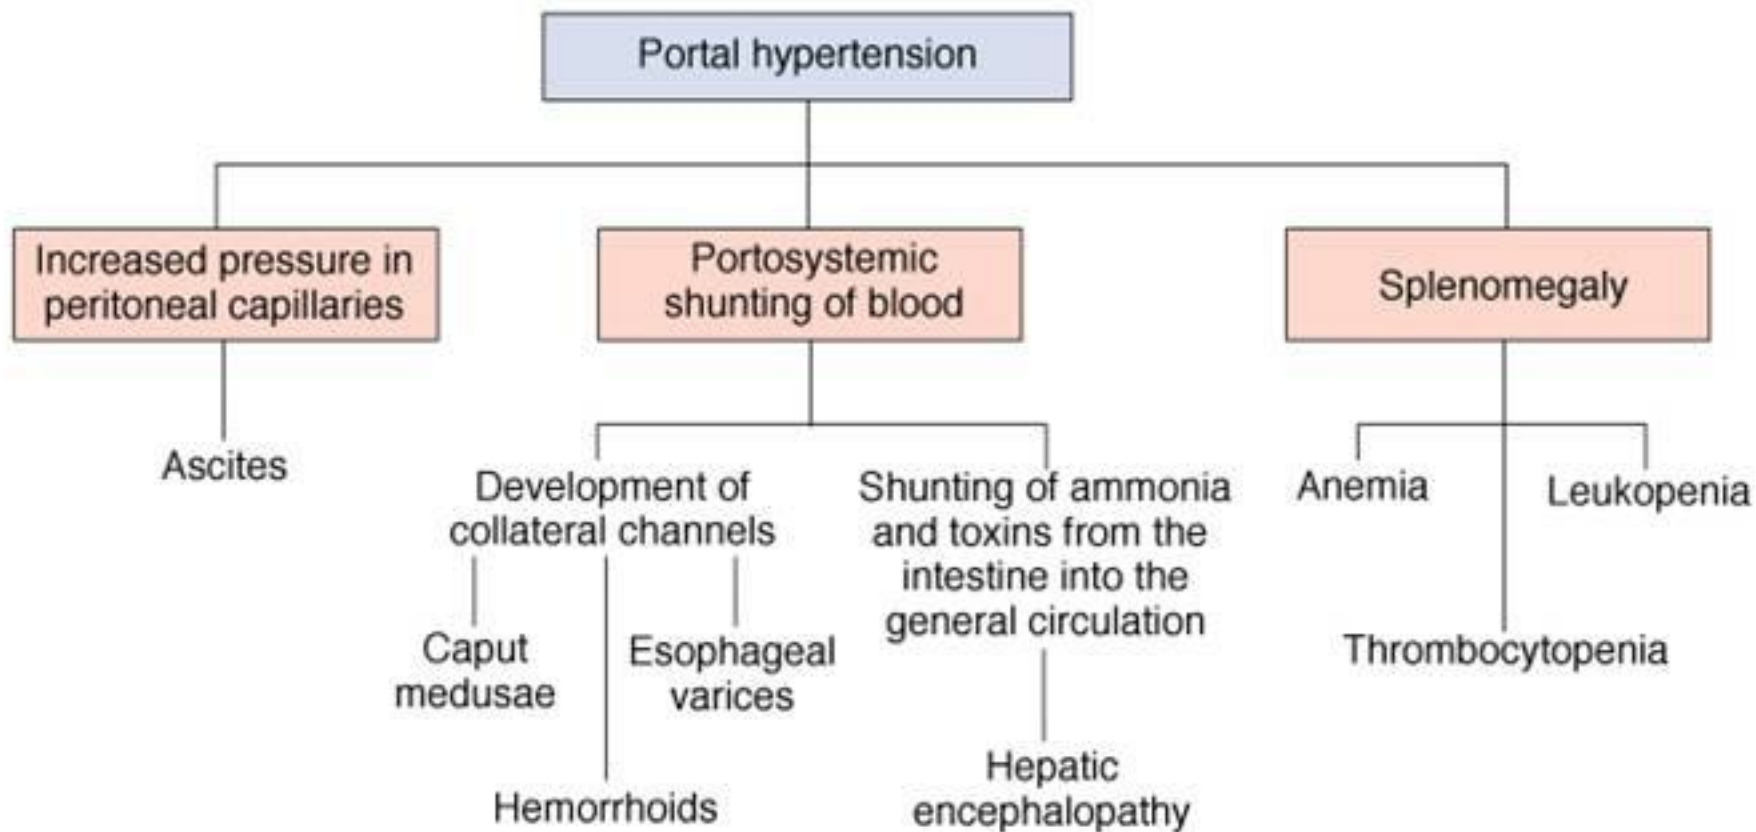 Portal hypertension
Increased pressure in
peritoneal capillaries
Portosystemic
shunting of blood
Splenomegaly
Ascites
Development of
collateral channels
Shunting of ammonia
and toxins from the
intestine into the
general circulation
Anemia
Leukopenia
Caput
medusae
Esophageal
varices
Thrombocytopenia
Hemorrhoids
Hepatic
encephalopathy